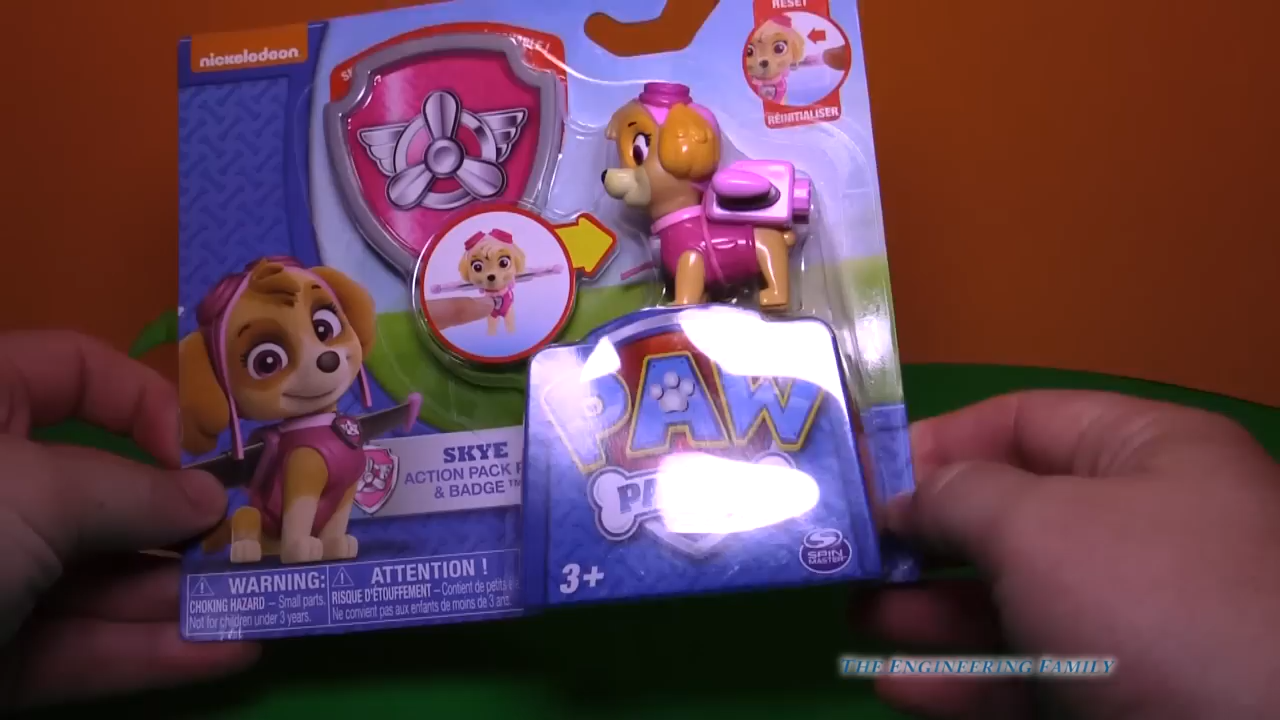 nickelodeon
RESET
RÉINITIALISER
SKYE
ACTION PACK
& BADGE™
PAW
3+
SPIN
MASTER
WARNING:
CHOKING HAZARD – Small parts.
Not for children under 3 years.
ATTENTION !
RISQUE D'ÉTOUFFEMENT – Contient de petits
Ne convient pas aux enfants de moins de 3 ans.
THE ENGINEERING FAMILY